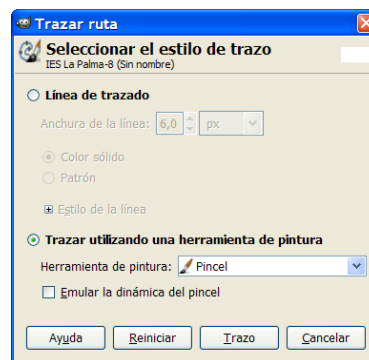 Trazar ruta
Seleccionar el estilo de trazo
IES La Palma-8 (Sin nombre)
Línea de trazado
Anchura de la línea: 6,0 px
Color sólido
Patrón
Estilo de la línea
Trazar utilizando una herramienta de pintura
Herramienta de pintura: Pincel
Emular la dinámica del pincel
Ayuda Reiniciar Trazo Cancelar